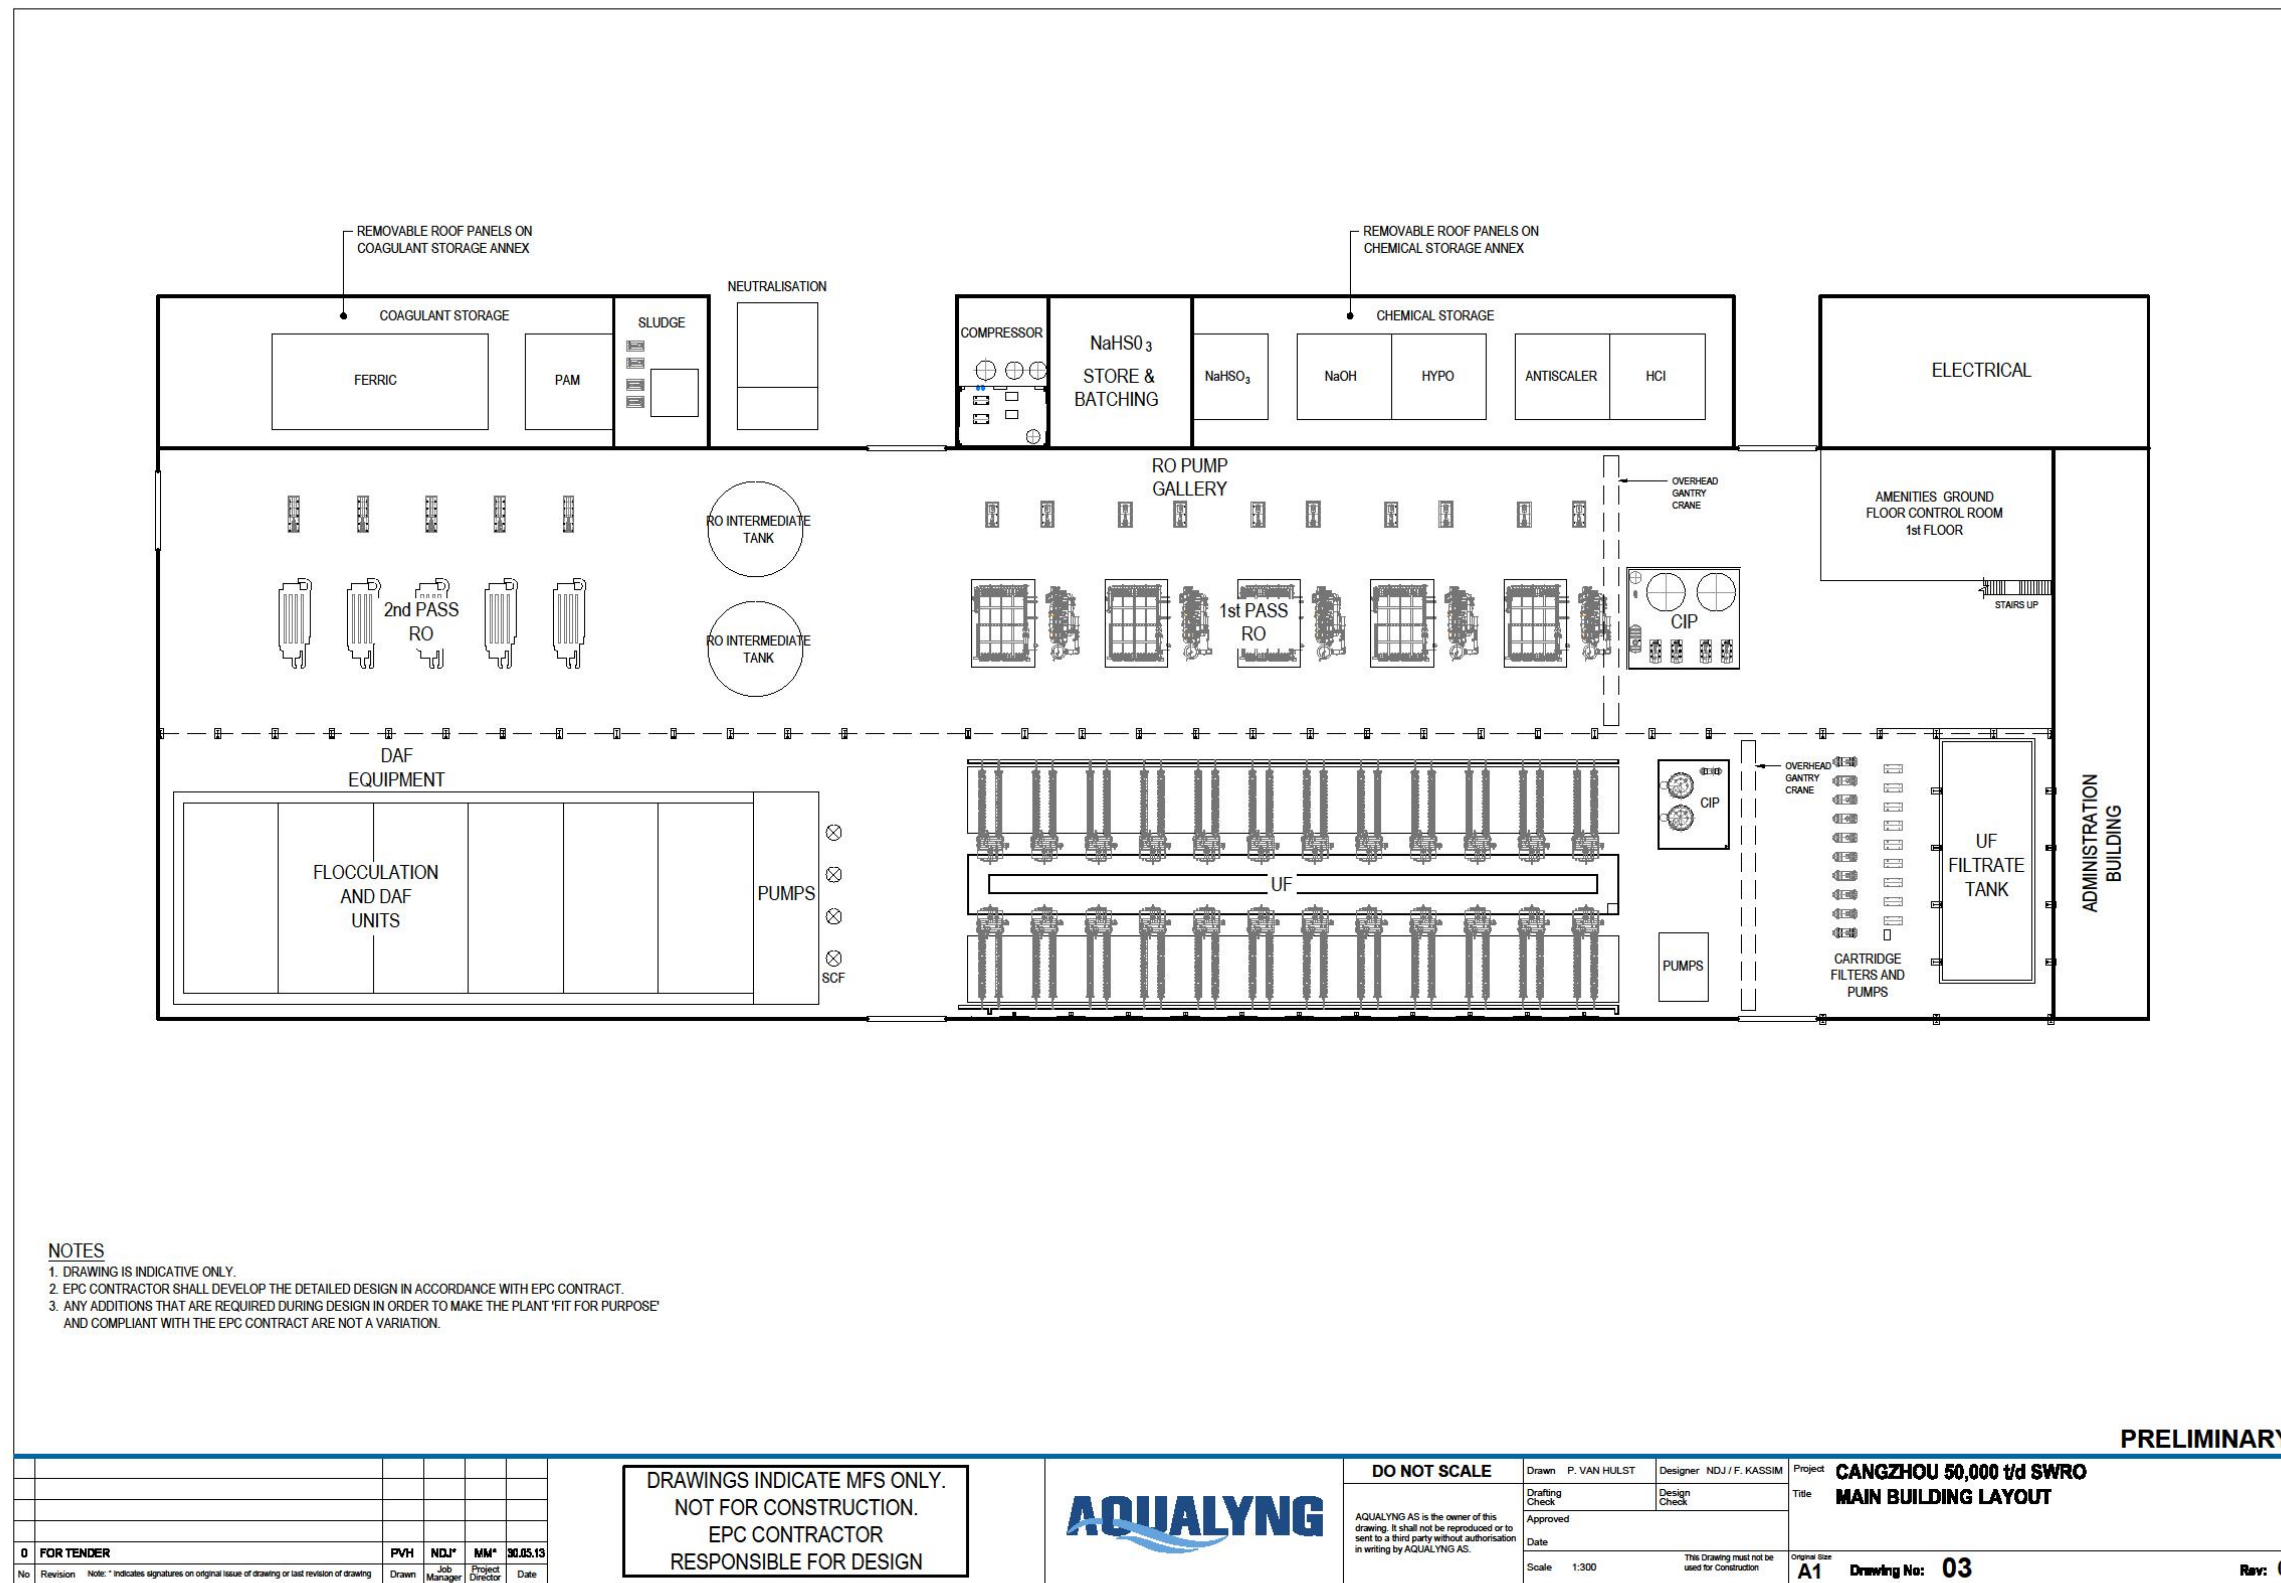 REMOVABLE ROOF PANELS ON
COAGULANT STORAGE ANNEX
REMOVABLE ROOF PANELS ON
CHEMICAL STORAGE ANNEX
NEUTRALISATION
COAGULANT STORAGE
SLUDGE
FERRIC
PAM
COMPRESSOR
NaHS0 3
STORE &
BATCHING
CHEMICAL STORAGE
NaHSO3
NaOH
HYPO
ANTISCALER
HCl
ELECTRICAL
RO PUMP
GALLERY
OVERHEAD
GANTRY
CRANE
AMENITIES GROUND
FLOOR CONTROL ROOM
1st FLOOR
RO INTERMEDIATE
TANK
STAIRS UP
2nd PASS
RO
RO INTERMEDIATE
TANK
1st PASS
RO
CIP
DAF
EQUIPMENT
OVERHEAD
GANTRY
CRANE
CIP
FLOCCULATION
AND DAF
UNITS
PUMPS
SCF
UF
PUMPS
CARTRIDGE
FILTERS AND
PUMPS
UF
FILTRATE
TANK
ADMINISTRATION
BUILDING
NOTES
1. DRAWING IS INDICATIVE ONLY.
2. EPC CONTRACTOR SHALL DEVELOP THE DETAILED DESIGN IN ACCORDANCE WITH EPC CONTRACT.
3. ANY ADDITIONS THAT ARE REQUIRED DURING DESIGN IN ORDER TO MAKE THE PLANT 'FIT FOR PURPOSE'
AND COMPLIANT WITH THE EPC CONTRACT ARE NOT A VARIATION.
PRELIMINARY
0 FOR TENDER PVH NDJ* MM* 30.05.13
No Revision Note: * indicates signatures on original issue of drawing or last revision of drawing Drawn Job Manager Project Director Date
DRAWINGS INDICATE MFS ONLY.
NOT FOR CONSTRUCTION.
EPC CONTRACTOR
RESPONSIBLE FOR DESIGN
AQUALYNG
DO NOT SCALE
AQUALYNG AS is the owner of this
drawing. It shall not be reproduced or to
sent to a third party without authorisation
in writing by AQUALYNG AS.
Drawn P. VAN HULST
Designer NDJ / F. KASSIM
Drafting
Check
Design
Check
Approved
Date
Scale 1:300
This Drawing must not be
used for Construction
Project CANGZHOU 50,000 t/d SWRO
Title MAIN BUILDING LAYOUT
Original Size
A1
Drawing No: 03
Rev: